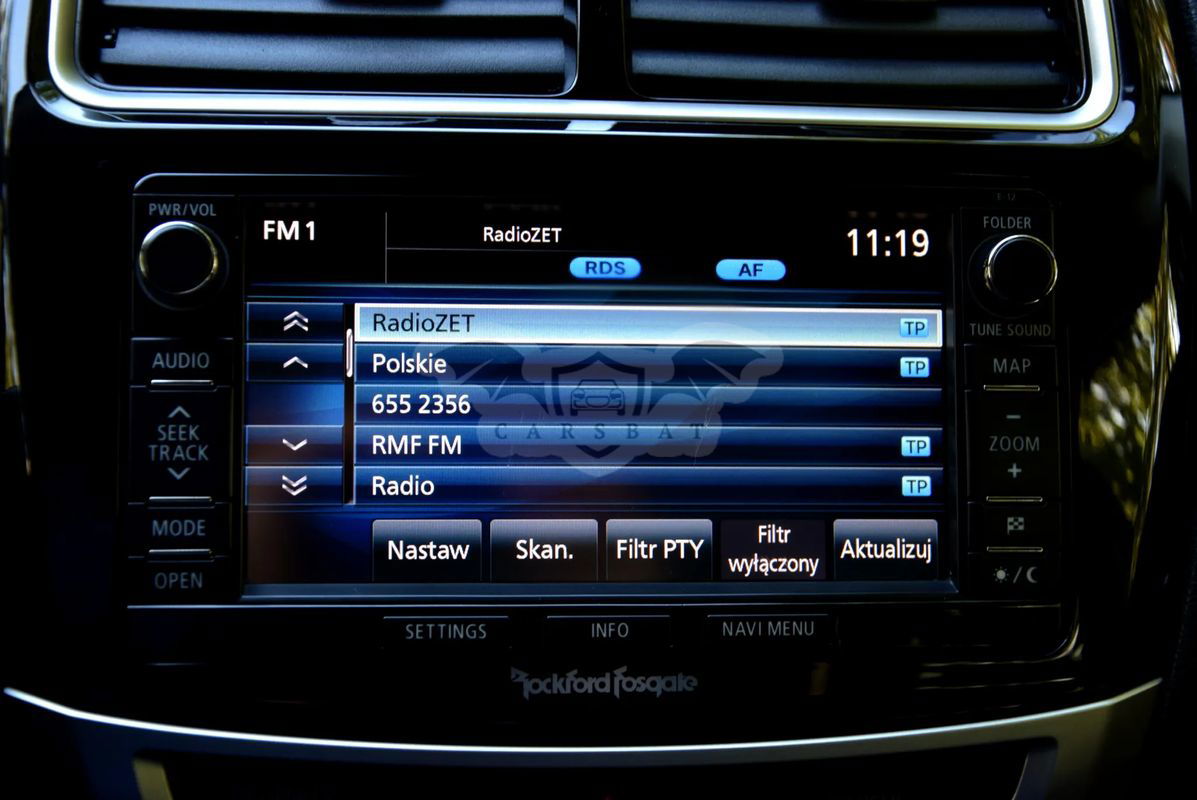 E-12
PWR/VOL
FOLDER
FM1
RadioZET
11:19
RDS
AF
TUNE SOUND
RadioZET TP
Polskie TP
655 2356
RMF FM TP
Radio TP
AUDIO
SEEK
TRACK
MODE
OPEN
MAP
−
ZOOM
+
Nastaw
Skan.
Filtr PTY
Filtr
wyłączony
Aktualizuj
SETTINGS
INFO
NAVI MENU
Rockford Fosgate
CARSBAT